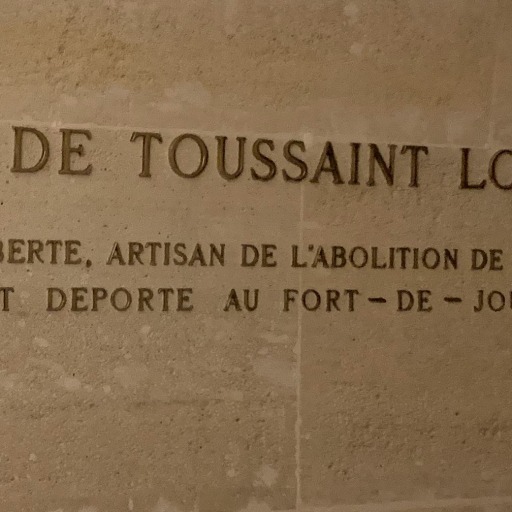 DE TOUSSAINT LO
BERTE, ARTISAN DE L'ABOLITION DE
T DEPORTE AU FORT-DE-JO